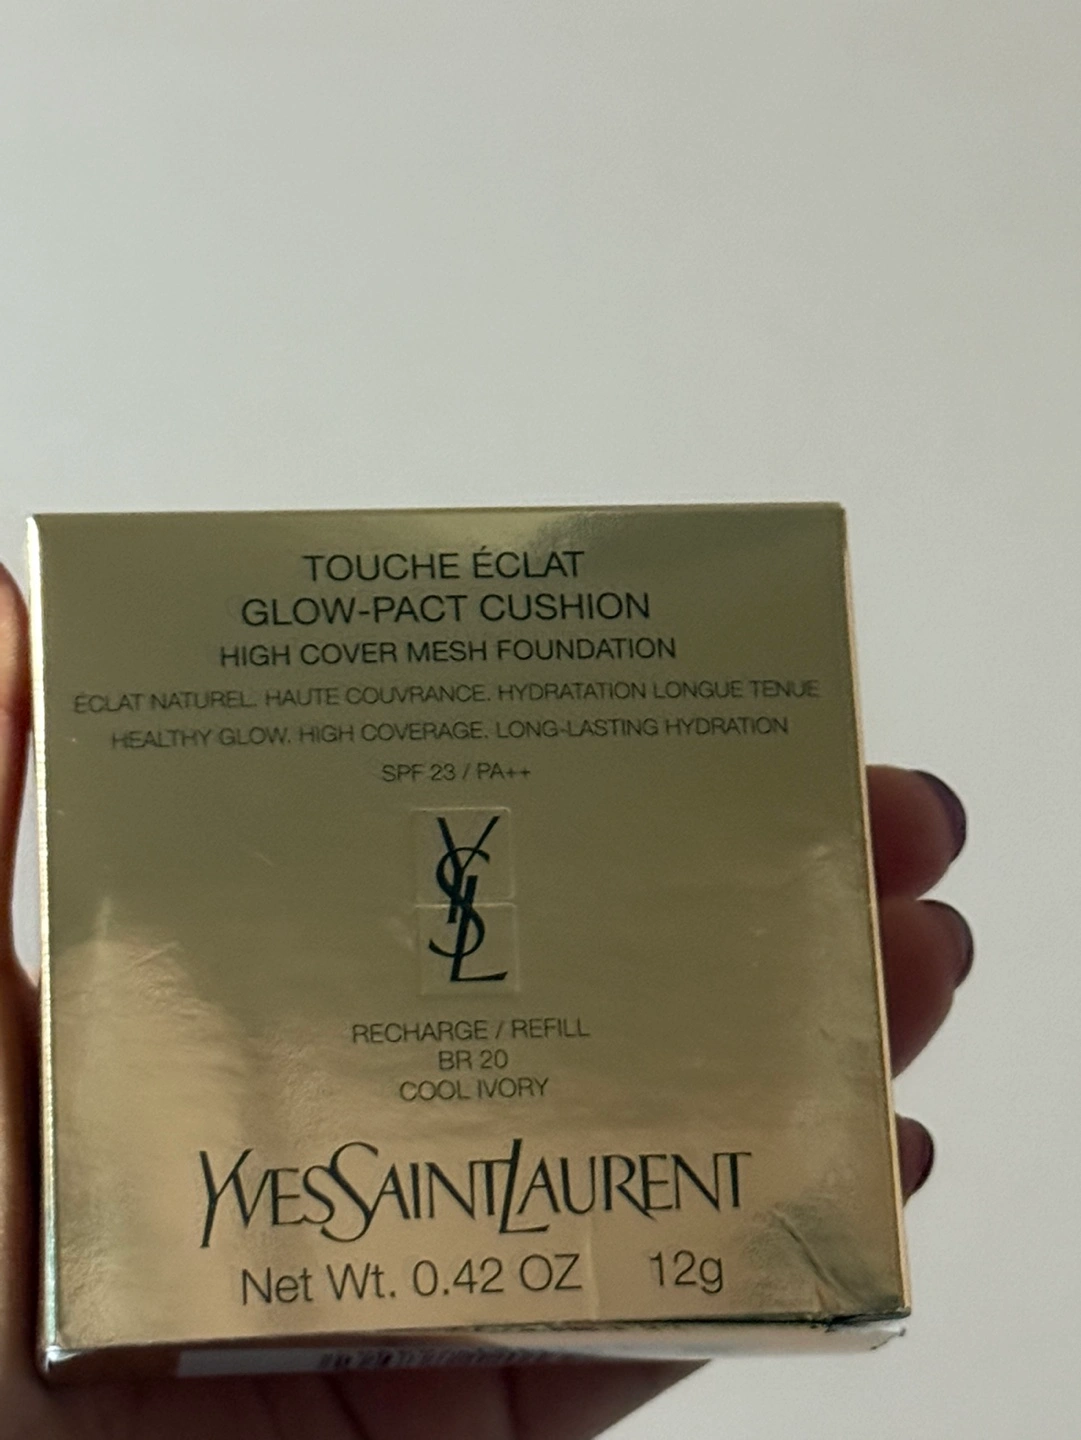 TOUCHE ÉCLAT
GLOW-PACT CUSHION
HIGH COVER MESH FOUNDATION
ÉCLAT NATUREL. HAUTE COUVRANCE. HYDRATATION LONGUE TENUE
HEALTHY GLOW. HIGH COVERAGE. LONG-LASTING HYDRATION
SPF 23 / PA++
YSL
RECHARGE / REFILL
BR 20
COOL IVORY
YVESSAINTLAURENT
Net Wt. 0.42 OZ 12g